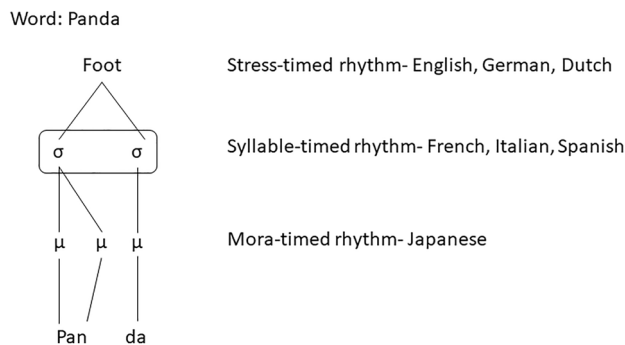 Word: Panda
Foot Stress-timed rhythm- English, German, Dutch
σ σ Syllable-timed rhythm- French, Italian, Spanish
μ μ μ Mora-timed rhythm- Japanese
Pan da